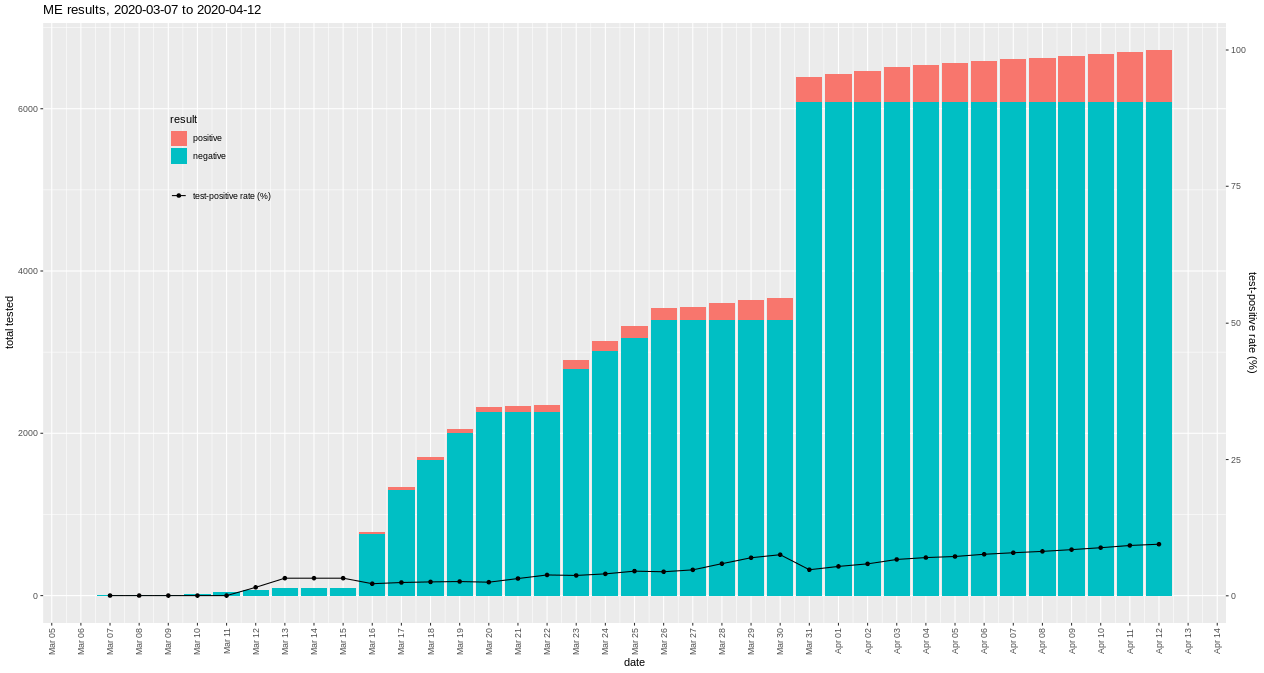 ME results, 2020-03-07 to 2020-04-12
total tested
6000
4000
2000
0
result
positive
negative
test-positive rate (%)
100
75
50
25
0
test-positive rate (%)
Mar 05
Mar 06
Mar 07
Mar 08
Mar 09
Mar 10
Mar 11
Mar 12
Mar 13
Mar 14
Mar 15
Mar 16
Mar 17
Mar 18
Mar 19
Mar 20
Mar 21
Mar 22
Mar 23
Mar 24
Mar 25
Mar 26
Mar 27
Mar 28
Mar 29
Mar 30
Mar 31
Apr 01
Apr 02
Apr 03
Apr 04
Apr 05
Apr 06
Apr 07
Apr 08
Apr 09
Apr 10
Apr 11
Apr 12
Apr 13
Apr 14
date